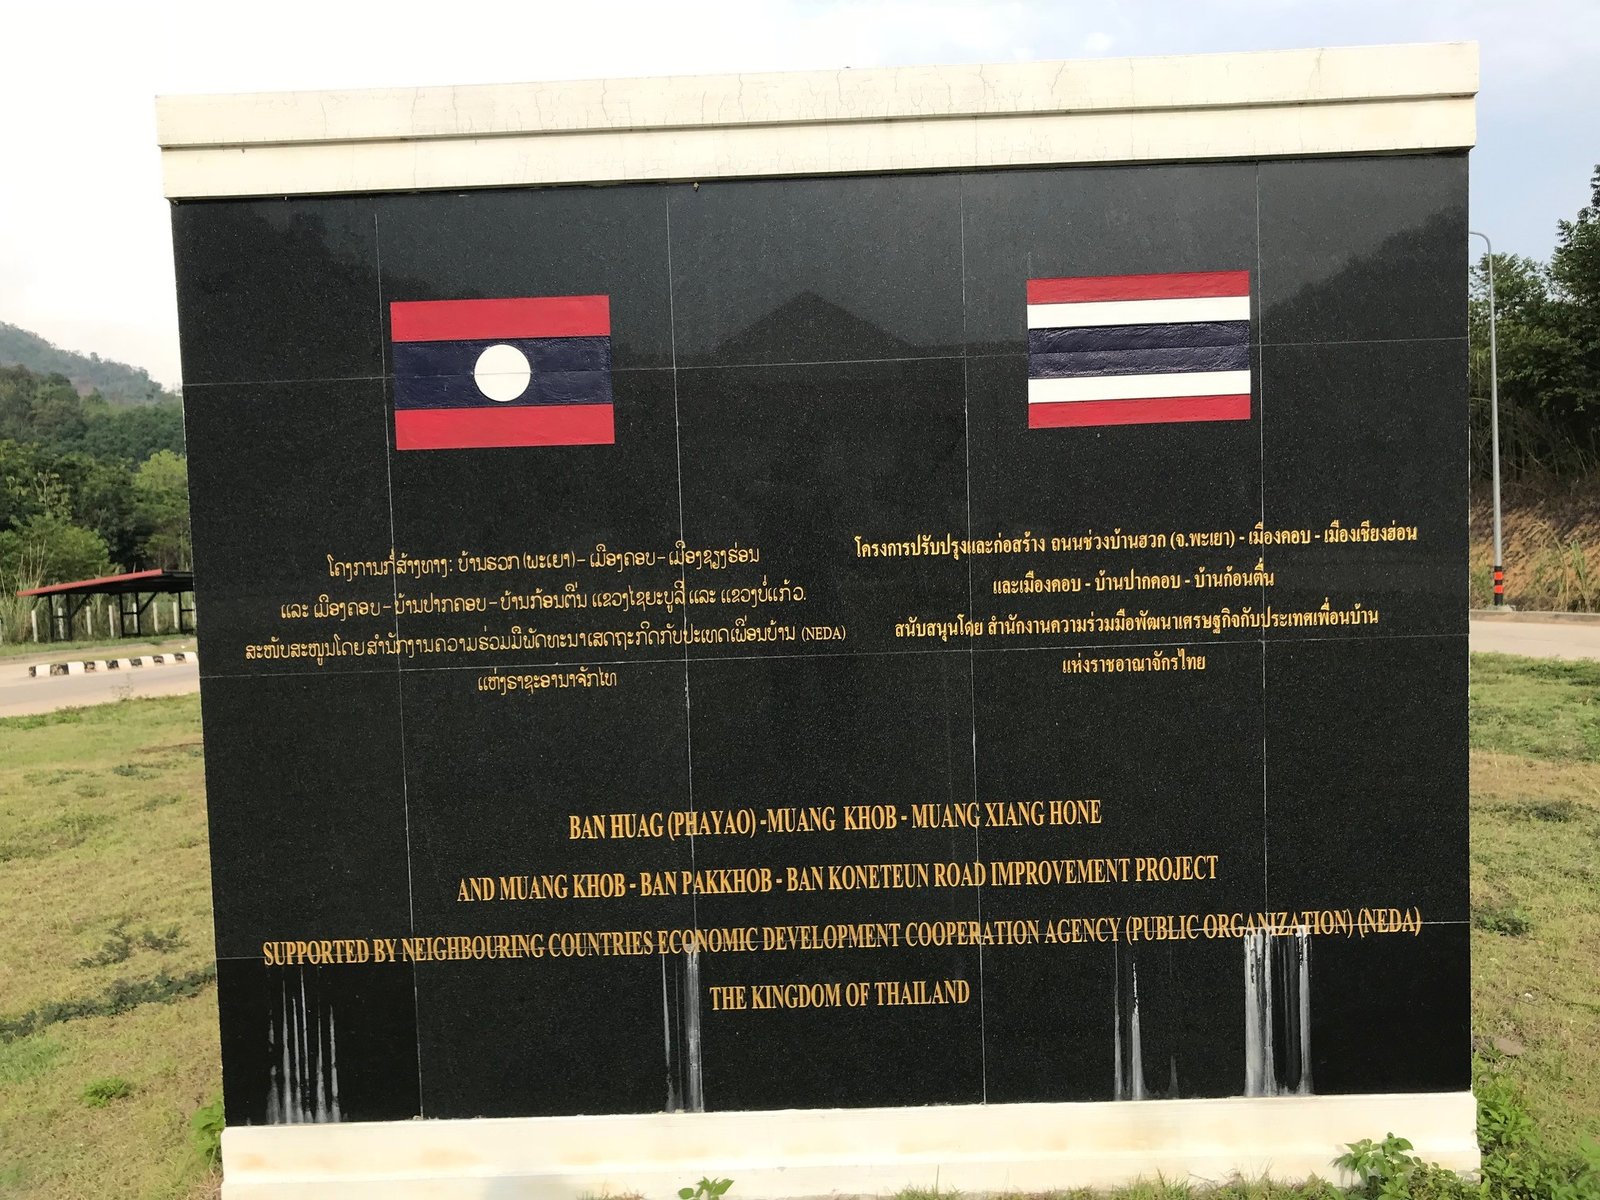 ໂຄງການກໍ່ສ້າງທາງ: ບ້ານຮວກ (ພະເຍາ) - ເມືອງຄອບ - ເມືອງຊຽງຮ່ອນ
ແລະ ເມືອງຄອບ - ບ້ານປາກຄອບ - ບ້ານກ້ອນຕື່ນ ແຂວງໄຊຍະບູລີ ແລະ ແຂວງບໍ່ແກ້ວ.
ສະໜັບສະໜູນໂດຍ ສຳນັກງານຄວາມຮ່ວມມືພັດທະນາເສດຖະກິດກັບປະເທດເພື່ອນບ້ານ (NEDA)
ແຫ່ງຣາຊະອານາຈັກໄທ
โครงการปรับปรุงและก่อสร้าง ถนนช่วงบ้านฮวก (จ.พะเยา) - เมืองคอบ - เมืองเชียงฮ่อน
และเมืองคอบ - บ้านปากคอบ - บ้านก้อนตื่น
สนับสนุนโดย สำนักงานความร่วมมือพัฒนาเศรษฐกิจกับประเทศเพื่อนบ้าน
แห่งราชอาณาจักรไทย
BAN HUAG (PHAYAO) -MUANG KHOB - MUANG XIANG HONE
AND MUANG KHOB - BAN PAKKHOB - BAN KONETEUN ROAD IMPROVEMENT PROJECT
SUPPORTED BY NEIGHBOURING COUNTRIES ECONOMIC DEVELOPMENT COOPERATION AGENCY (PUBLIC ORGANIZATION) (NEDA)
THE KINGDOM OF THAILAND